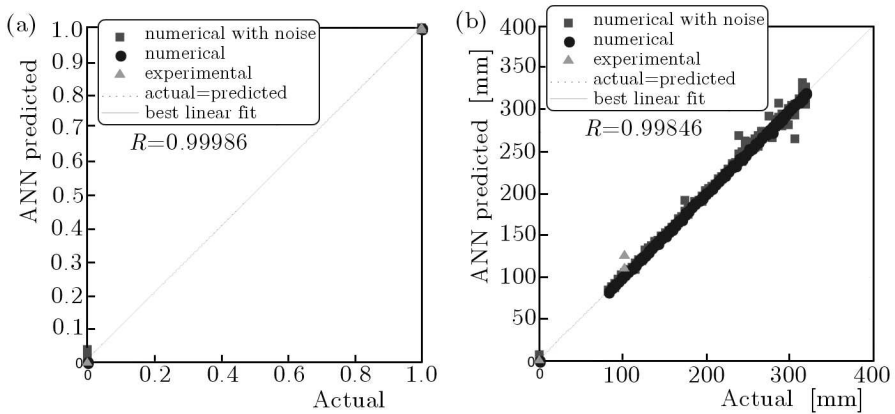 (a)
numerical with noise
numerical
experimental
actual=predicted
best linear fit
R=0.99986
ANN predicted
1.0
0.9
0.8
0.7
0.6
0.5
0.4
0.3
0.2
0.1
0
0 0.2 0.4 0.6 0.8 1.0
Actual
(b)
numerical with noise
numerical
experimental
actual=predicted
best linear fit
R=0.99846
ANN predicted [mm]
400
350
300
250
200
150
100
50
0
0 100 200 300 400
Actual [mm]